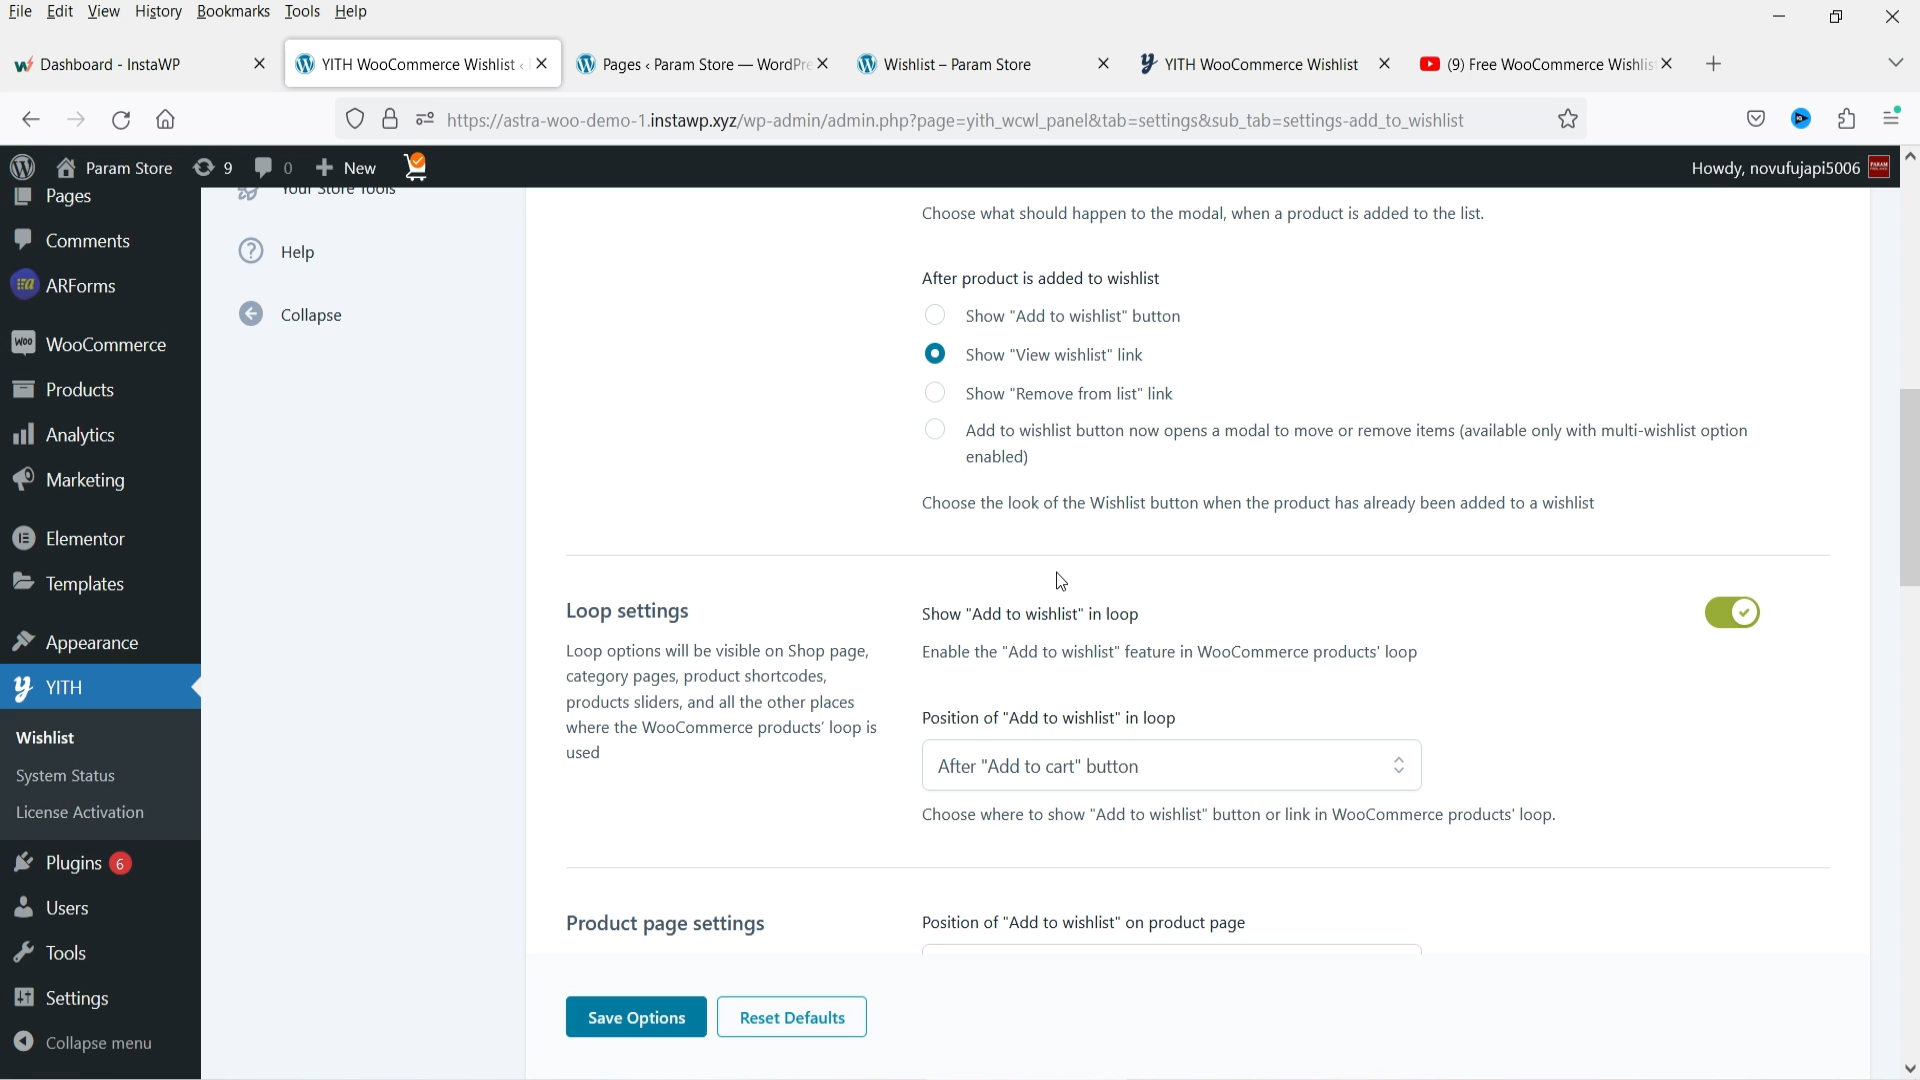 File Edit View History Bookmarks Tools Help
Dashboard - InstaWP
YITH WooCommerce Wishlist ‹
Pages ‹ Param Store — WordPre
Wishlist – Param Store
YITH WooCommerce Wishlist
(9) Free WooCommerce Wishlis
https://astra-woo-demo-1.instawp.xyz/wp-admin/admin.php?page=yith_wcwl_panel&tab=settings&sub_tab=settings-add_to_wishlist
Param Store 9 0 New
Howdy, novufujapi5006
Pages
Comments
ARForms
WooCommerce
Products
Analytics
Marketing
Elementor
Templates
Appearance
YITH
Wishlist
System Status
License Activation
Plugins 6
Users
Tools
Settings
Collapse menu
Your Store Tools
Help
Collapse
Choose what should happen to the modal, when a product is added to the list.
After product is added to wishlist
Show "Add to wishlist" button
Show "View wishlist" link
Show "Remove from list" link
Add to wishlist button now opens a modal to move or remove items (available only with multi-wishlist option
enabled)
Choose the look of the Wishlist button when the product has already been added to a wishlist
Loop settings
Loop options will be visible on Shop page,
category pages, product shortcodes,
products sliders, and all the other places
where the WooCommerce products' loop is
used
Show "Add to wishlist" in loop
Enable the "Add to wishlist" feature in WooCommerce products' loop
Position of "Add to wishlist" in loop
After "Add to cart" button
Choose where to show "Add to wishlist" button or link in WooCommerce products' loop.
Product page settings
Position of "Add to wishlist" on product page
Save Options
Reset Defaults